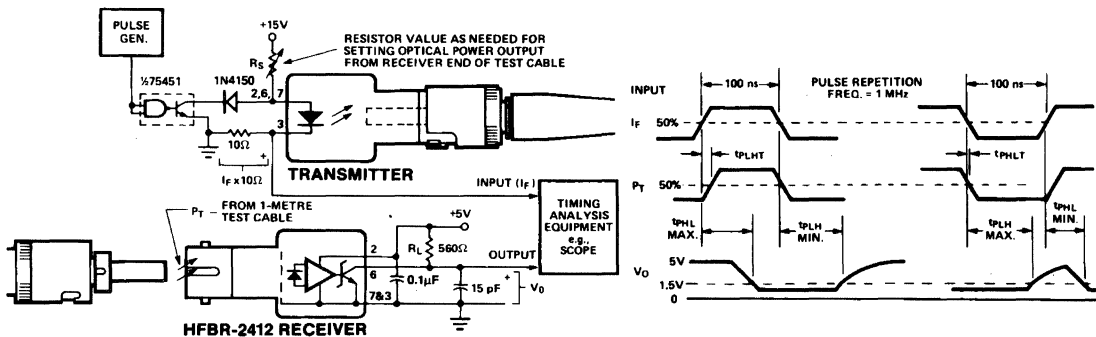 PULSE
GEN.
+15V
RESISTOR VALUE AS NEEDED FOR
SETTING OPTICAL POWER OUTPUT
FROM RECEIVER END OF TEST CABLE
RS
½75451
1N4150
2,6,
7
3
10Ω
+
IF x 10Ω
TRANSMITTER
INPUT (IF)
TIMING
ANALYSIS
EQUIPMENT
e.g.,
SCOPE
PT – FROM 1-METRE
TEST CABLE
+5V
2
RL
560Ω
OUTPUT
6
0.1µF
15 pF
+
VO
7&3
HFBR-2412 RECEIVER
INPUT
100 ns
PULSE REPETITION
FREQ. = 1 MHz
100 ns
IF 50%
tPLHT
tPHLT
PT 50%
tPHL
MAX.
tPLH
MIN.
tPLH
MAX.
tPHL
MIN.
VO
5V
1.5V
0